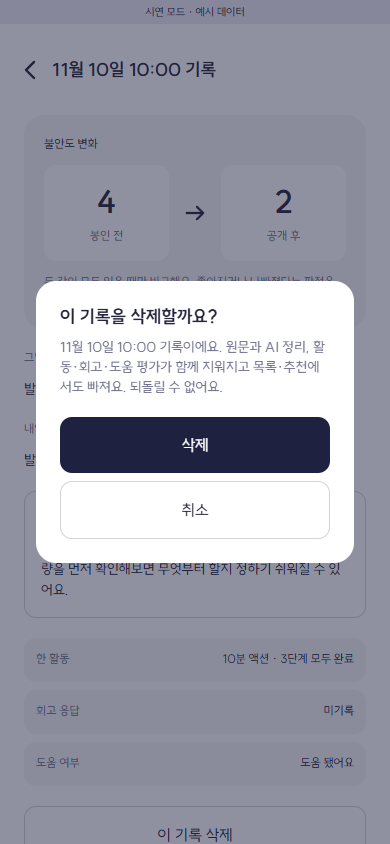 시연 모드 · 예시 데이터
11월 10일 10:00 기록
불안도 변화
4
봉인 전
→
2
공개 후
이 기록을 삭제할까요?
11월 10일 10:00 기록이에요. 원문과 AI 정리, 활
동·회고·도움 평가가 함께 지워지고 목록·추천에
서도 빠져요. 되돌릴 수 없어요.
삭제
취소
량을 먼저 확인해보면 무엇부터 할지 정하기 쉬워질 수 있
어요.
한 활동
10분 액션 · 3단계 모두 완료
회고 응답
미기록
도움 여부
도움 됐어요
이 기록 삭제